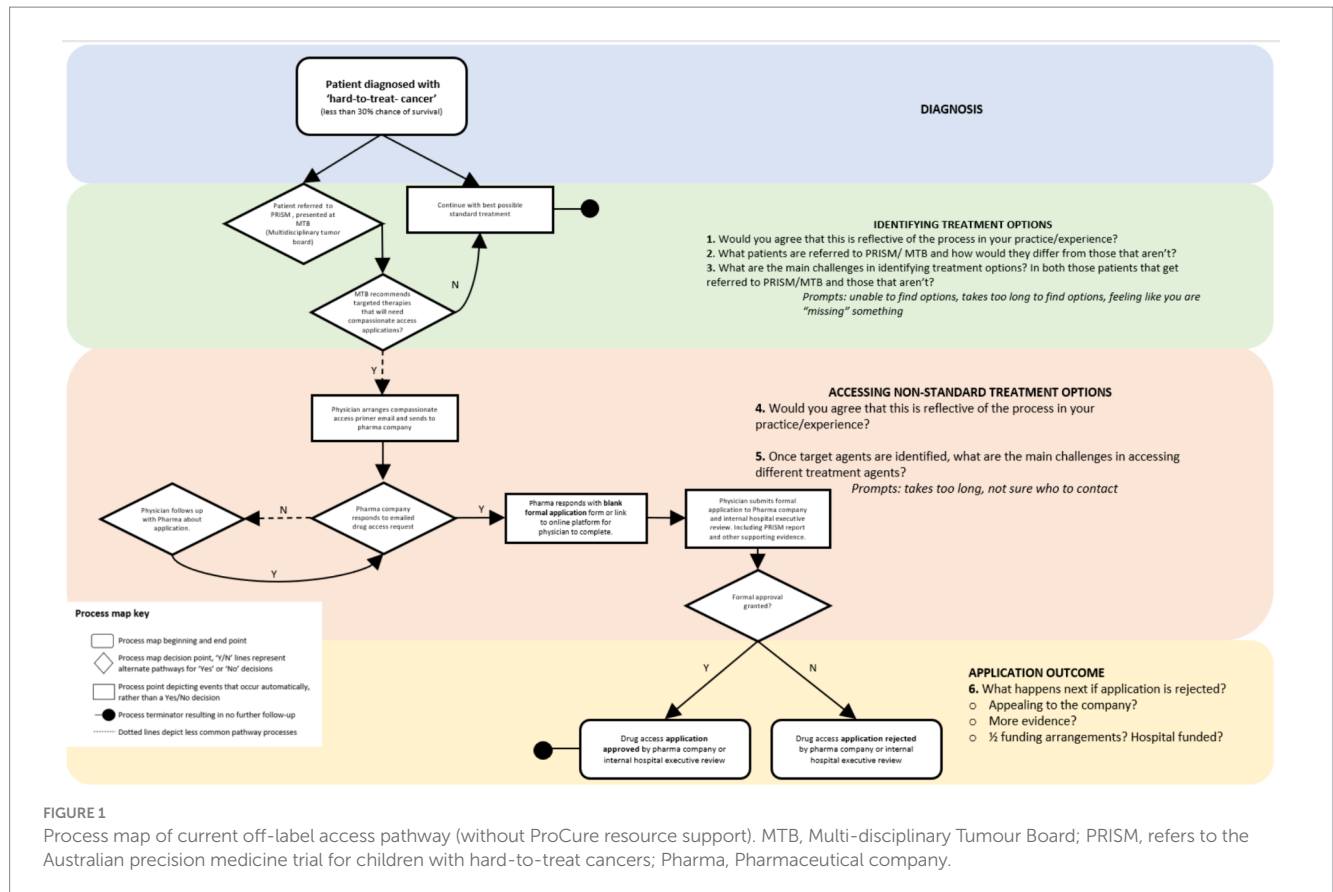 Patient diagnosed with
‘hard-to-treat- cancer’
(less than 30% chance of survival)
DIAGNOSIS
Patient referred to
PRISM , presented at
MTB
(Multidisciplinary tumor
board)
Continue with best possible
standard treatment
MTB recommends
targeted therapies
that will need
compassionate access
applications?
N
IDENTIFYING TREATMENT OPTIONS
1. Would you agree that this is reflective of the process in your practice/experience?
2. What patients are referred to PRISM/ MTB and how would they differ from those that aren’t?
3. What are the main challenges in identifying treatment options? In both those patients that get
referred to PRISM/MTB and those that aren’t?
Prompts: unable to find options, takes too long to find options, feeling like you are
“missing” something
Y
Physician arranges compassionate
access primer email and sends to
pharma company
ACCESSING NON-STANDARD TREATMENT OPTIONS
4. Would you agree that this is reflective of the process in your
practice/experience?
5. Once target agents are identified, what are the main challenges in accessing
different treatment agents?
Prompts: takes too long, not sure who to contact
Physician follows up
with Pharma about
application.
N
Pharma company
responds to emailed
drug access request
Y
Pharma responds with blank
formal application form or link
to online platform for
physician to complete.
Physician submits formal
application to Pharma company
and internal hospital executive
review. Including PRISM report
and other supporting evidence.
Y
Formal approval
granted?
Process map key
Process map beginning and end point
Process map decision point, ‘Y/N’ lines represent
alternate pathways for ‘Yes’ or ‘No’ decisions
Process point depicting events that occur automatically,
rather than a Yes/No decision
Process terminator resulting in no further follow-up
Dotted lines depict less common pathway processes
Y
N
APPLICATION OUTCOME
6. What happens next if application is rejected?
o Appealing to the company?
o More evidence?
o ½ funding arrangements? Hospital funded?
Drug access application
approved by pharma company or
internal hospital executive review
Drug access application rejected
by pharma company or internal
hospital executive review
FIGURE 1
Process map of current off-label access pathway (without ProCure resource support). MTB, Multi-disciplinary Tumour Board; PRISM, refers to the
Australian precision medicine trial for children with hard-to-treat cancers; Pharma, Pharmaceutical company.